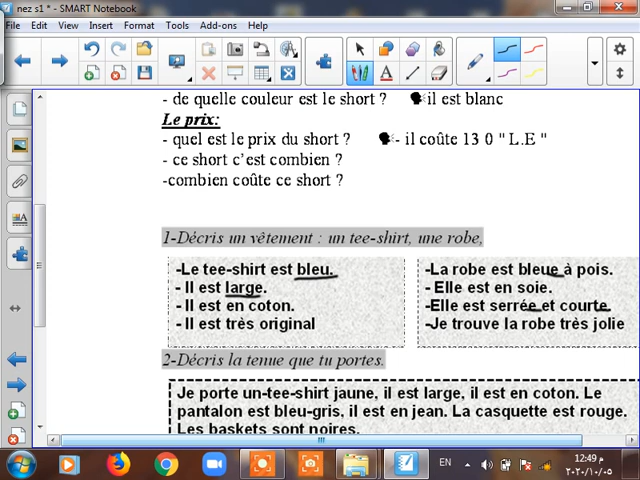 nez s1 * - SMART Notebook
File Edit View Insert Format Tools Add-ons Help
- de quelle couleur est le short ? il est blanc
Le prix:
- quel est le prix du short ? - il coûte 13 0 " L.E "
- ce short c'est combien ?
-combien coûte ce short ?
1-Décris un vêtement : un tee-shirt, une robe,
-Le tee-shirt est bleu.
- Il est large.
- Il est en coton.
- Il est très original
-La robe est bleue à pois.
- Elle est en soie.
-Elle est serrée et courte.
-Je trouve la robe très jolie
2-Décris la tenue que tu portes.
Je porte un-tee-shirt jaune, il est large, il est en coton. Le
pantalon est bleu-gris, il est en jean. La casquette est rouge.
Les baskets sont noires.
EN
12:49 م
٢٠٢٠/١٠/٠٥